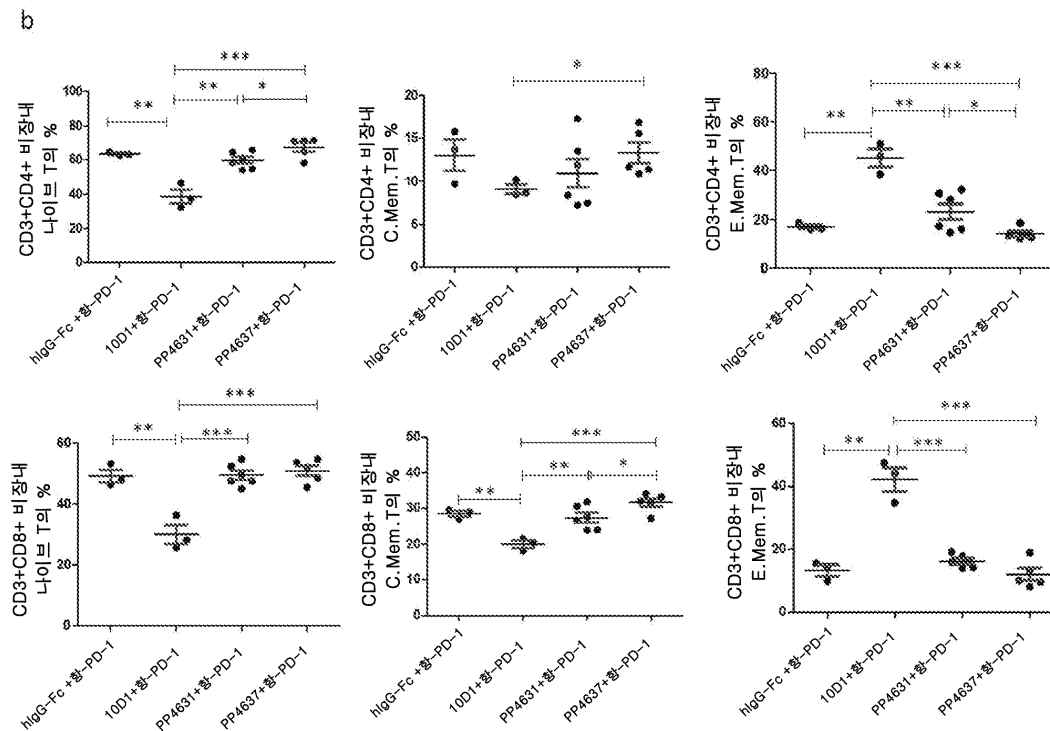 b
CD3+CD4+ 비장내
나이브 T의 %
100
80
60
40
20
0
**
**
*
***
hIgG-Fc +항-PD-1
10D1+항-PD-1
PP4631+항-PD-1
PP4637+항-PD-1
CD3+CD4+ 비장내
C.Mem.T의 %
20
15
10
5
0
*
hIgG-Fc +항-PD-1
10D1+항-PD-1
PP4631+항-PD-1
PP4637+항-PD-1
CD3+CD4+ 비장내
E.Mem.T의 %
80
60
40
20
0
**
**
*
***
hIgG-Fc +항-PD-1
10D1+항-PD-1
PP4631+항-PD-1
PP4637+항-PD-1
CD3+CD8+ 비장내
나이브 T의 %
60
40
20
0
**
***
***
hIgG-Fc +항-PD-1
10D1+항-PD-1
PP4631+항-PD-1
PP4637+항-PD-1
CD3+CD8+ 비장내
C.Mem.T의 %
50
40
30
20
10
0
**
**
*
***
hIgG-Fc +항-PD-1
10D1+항-PD-1
PP4631+항-PD-1
PP4637+항-PD-1
CD3+CD8+ 비장내
E.Mem.T의 %
60
40
20
0
**
***
***
hIgG-Fc +항-PD-1
10D1+항-PD-1
PP4631+항-PD-1
PP4637+항-PD-1